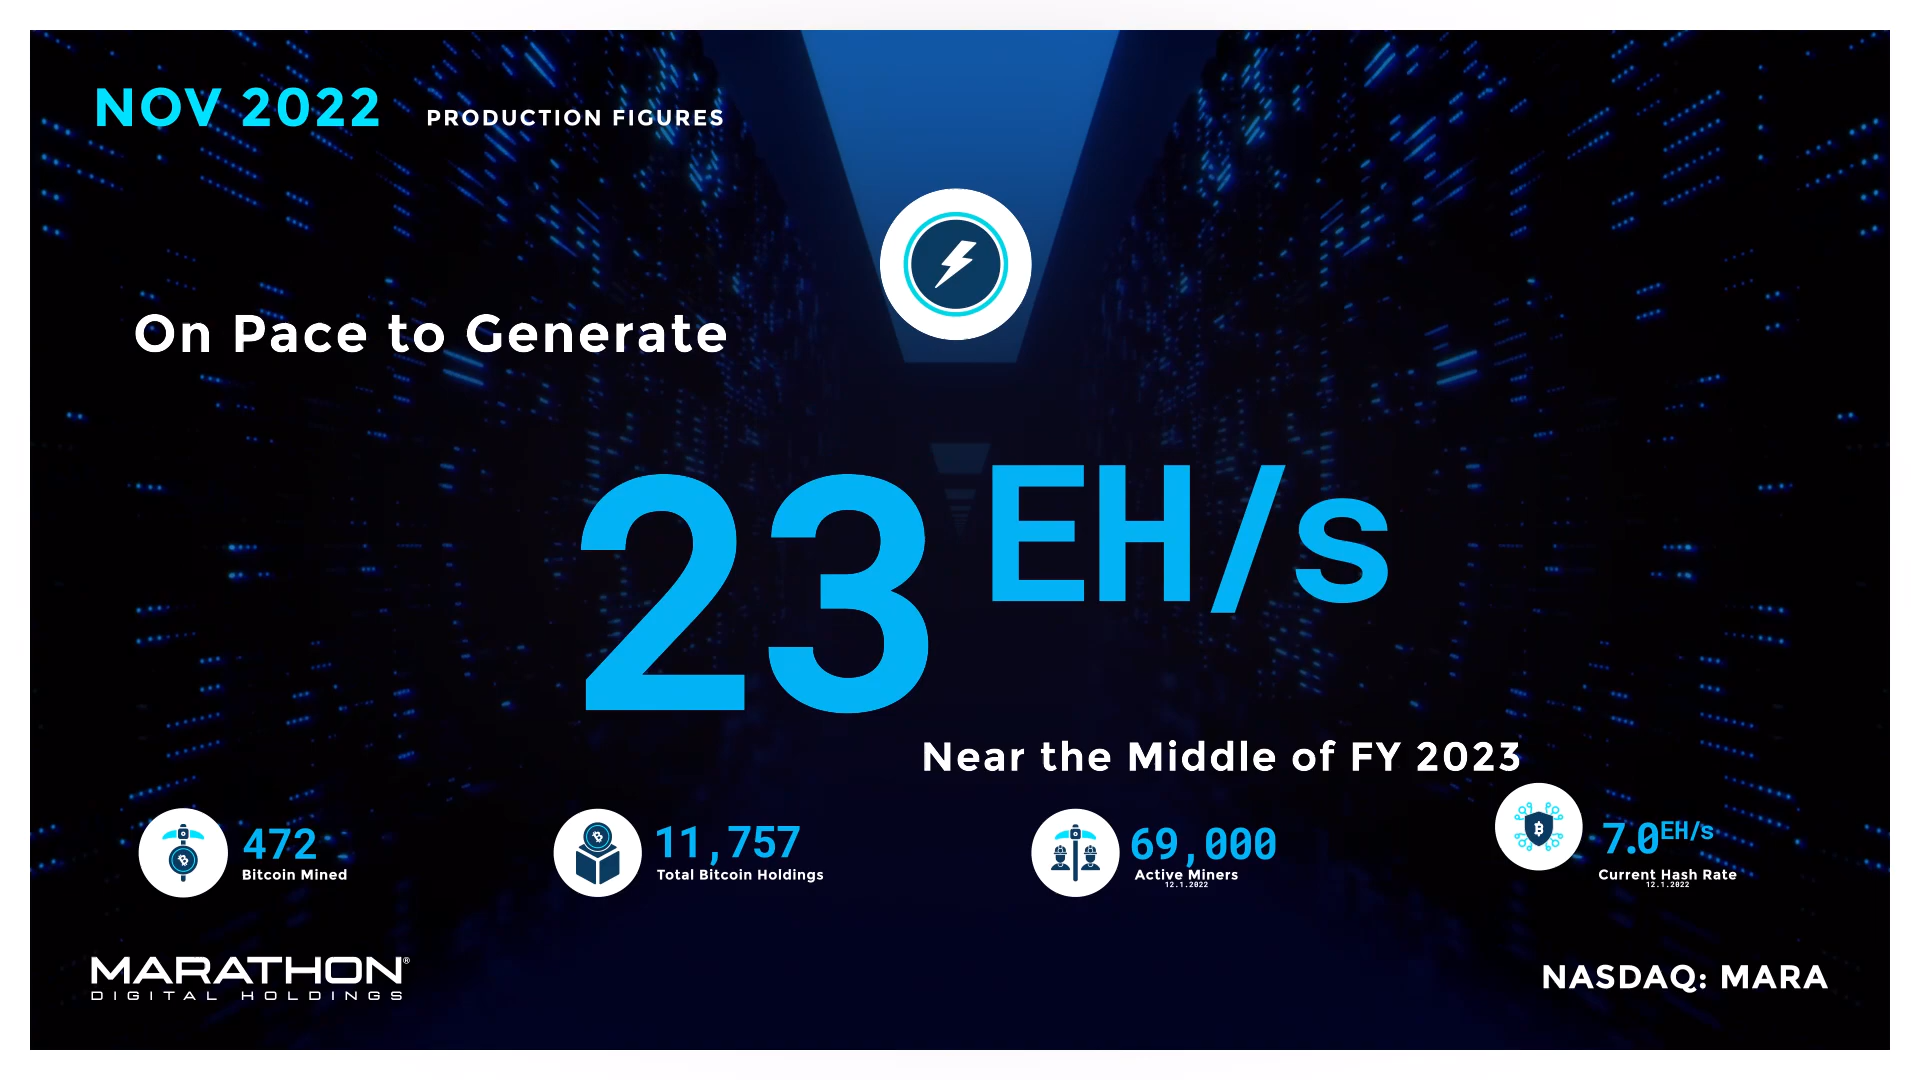 NOV 2022 PRODUCTION FIGURES
On Pace to Generate
23 EH/s
Near the Middle of FY 2023
472
Bitcoin Mined
11,757
Total Bitcoin Holdings
69,000
Active Miners
12.1.2022
7.0EH/s
Current Hash Rate
12.1.2022
MARATHON®
DIGITAL HOLDINGS
NASDAQ: MARA